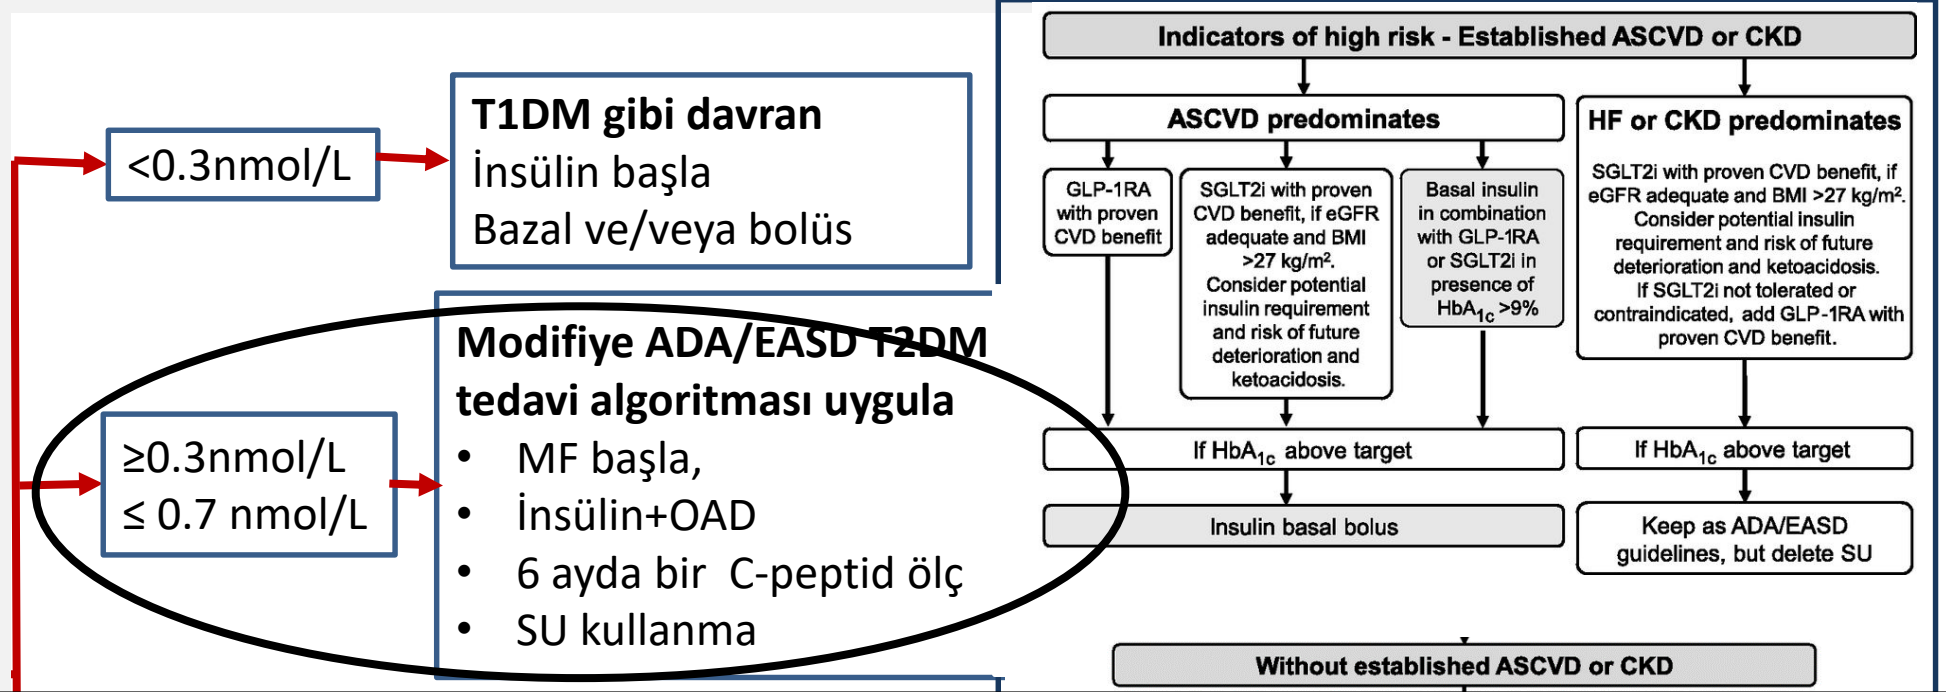 <0.3nmol/L
T1DM gibi davran
İnsülin başla
Bazal ve/veya bolüs
≥0.3nmol/L
≤ 0.7 nmol/L
Modifiye ADA/EASD T2DM
tedavi algoritması uygula
• MF başla,
• İnsülin+OAD
• 6 ayda bir C-peptid ölç
• SU kullanma
Indicators of high risk - Established ASCVD or CKD
ASCVD predominates
GLP-1RA
with proven
CVD benefit
SGLT2i with proven
CVD benefit, if eGFR
adequate and BMI
>27 kg/m².
Consider potential
insulin requirement
and risk of future
deterioration and
ketoacidosis.
Basal insulin
in combination
with GLP-1RA
or SGLT2i in
presence of
HbA1c >9%
If HbA1c above target
Insulin basal bolus
HF or CKD predominates
SGLT2i with proven CVD benefit, if
eGFR adequate and BMI >27 kg/m².
Consider potential insulin
requirement and risk of future
deterioration and ketoacidosis.
If SGLT2i not tolerated or
contraindicated, add GLP-1RA with
proven CVD benefit.
If HbA1c above target
Keep as ADA/EASD
guidelines, but delete SU
Without established ASCVD or CKD